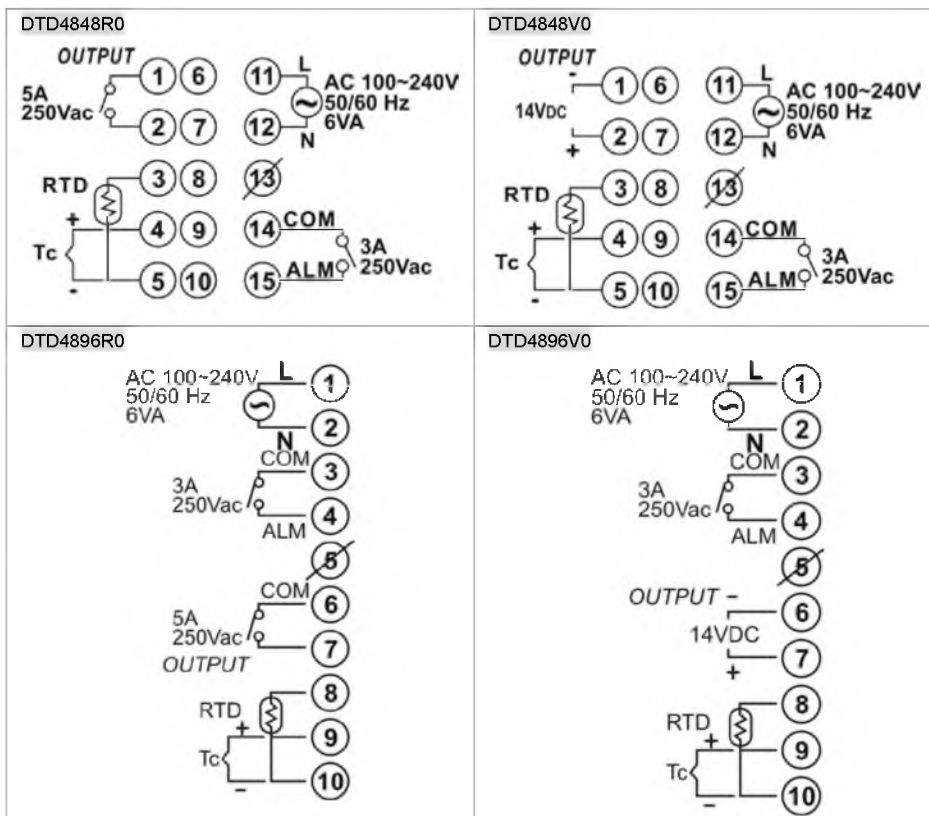 DTD4848R0
OUTPUT
5A
250Vac
1 6
2 7
3 8
4 9
5 10
RTD
+
Tc
-
11
12
13
14
15
L
AC 100~240V
50/60 Hz
6VA
N
COM
ALM
3A
250Vac
DTD4848V0
OUTPUT
-
14VDC
+
1 6
2 7
3 8
4 9
5 10
RTD
+
Tc
-
11
12
13
14
15
L
AC 100~240V
50/60 Hz
6VA
N
COM
ALM
3A
250Vac
DTD4896R0
AC 100~240V
50/60 Hz
6VA
L
1
2
N
COM
3
3A
250Vac
4
ALM
5
COM
6
5A
250Vac
7
OUTPUT
8
RTD
+
9
Tc
-
10
DTD4896V0
AC 100~240V
50/60 Hz
6VA
L
1
2
N
COM
3
3A
250Vac
4
ALM
5
OUTPUT -
6
14VDC
7
+
8
RTD
+
9
Tc
-
10